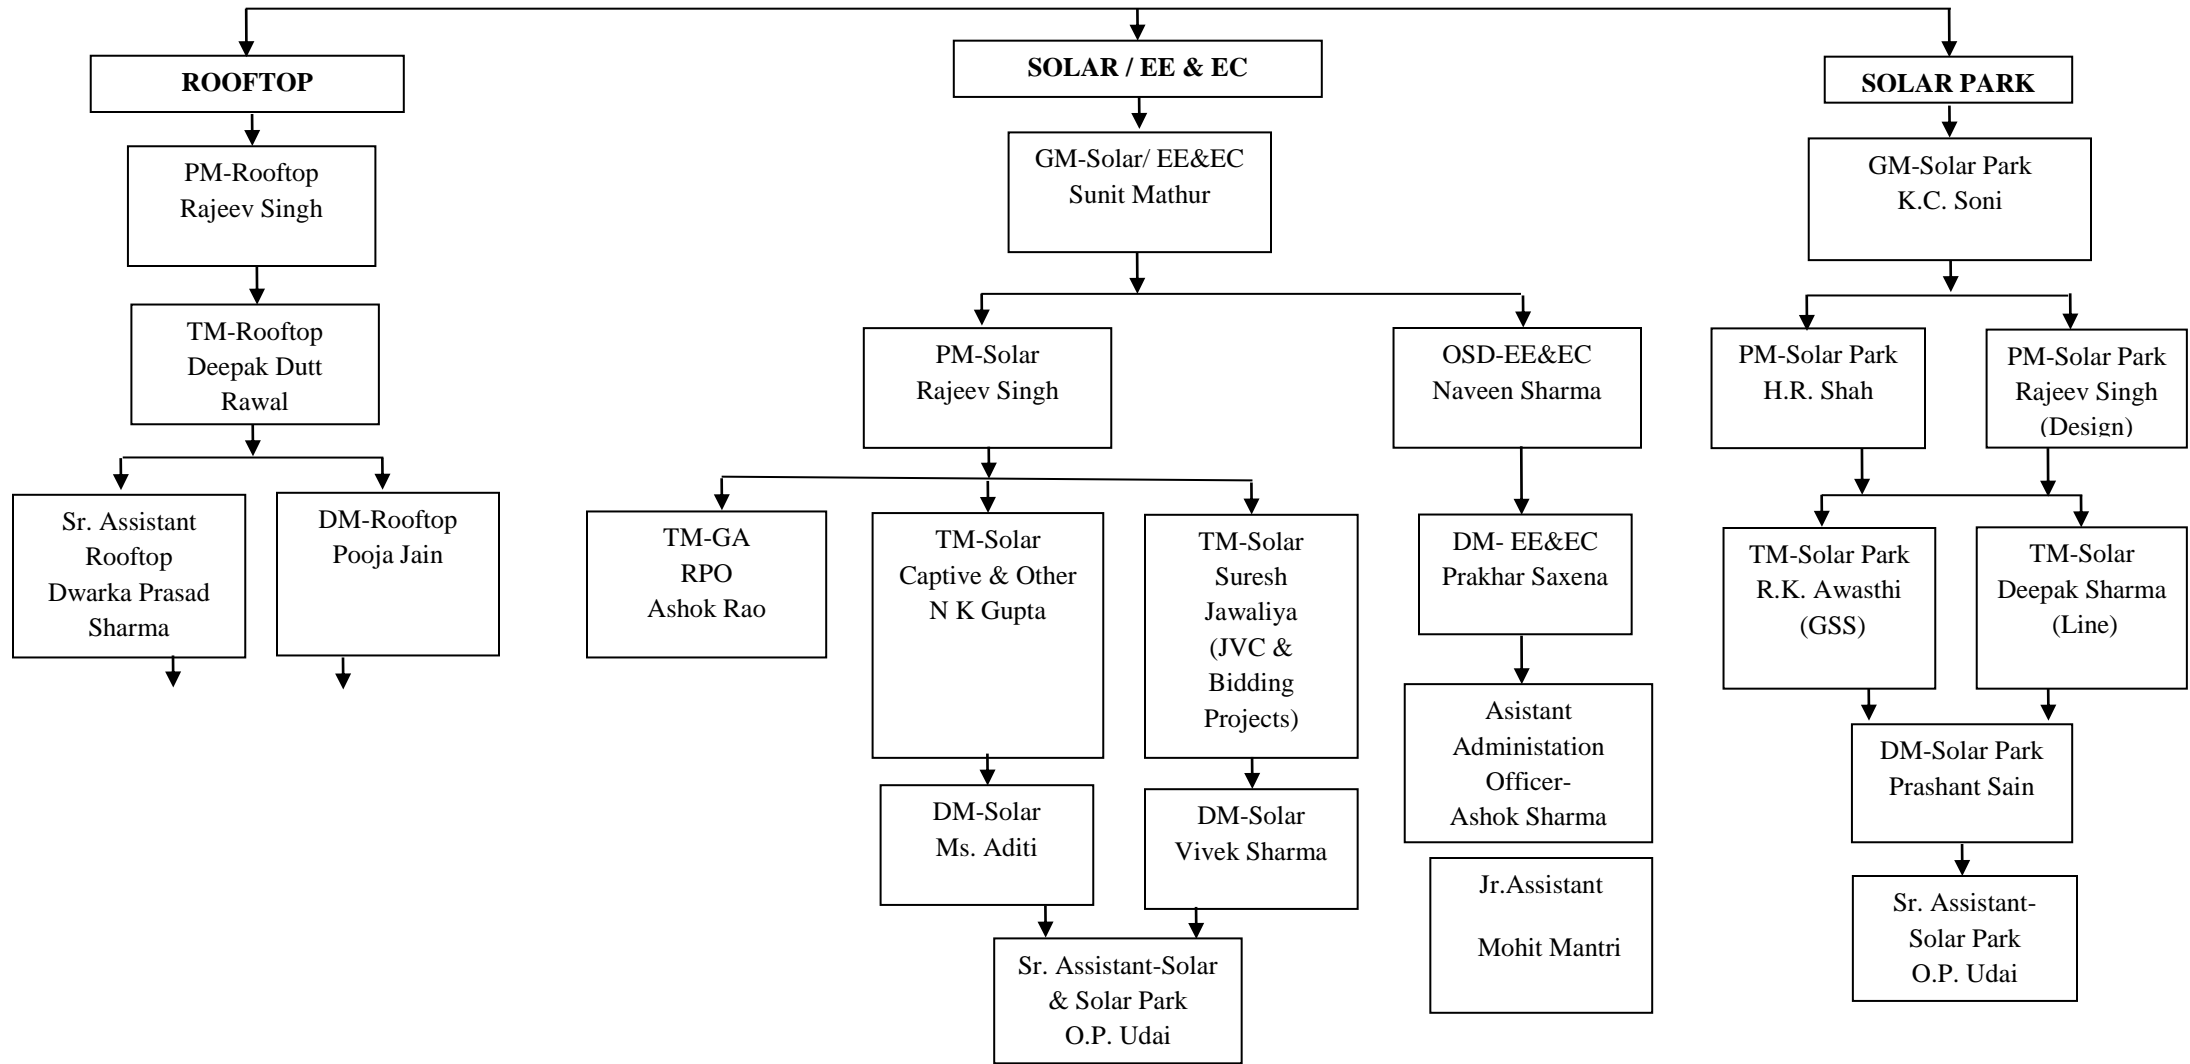 ROOFTOP
PM-Rooftop
Rajeev Singh
TM-Rooftop
Deepak Dutt
Rawal
Sr. Assistant
Rooftop
Dwarka Prasad
Sharma
DM-Rooftop
Pooja Jain
SOLAR / EE & EC
GM-Solar/ EE&EC
Sunit Mathur
PM-Solar
Rajeev Singh
TM-GA
RPO
Ashok Rao
TM-Solar
Captive & Other
N K Gupta
DM-Solar
Ms. Aditi
TM-Solar
Suresh
Jawaliya
(JVC &
Bidding
Projects)
DM-Solar
Vivek Sharma
Sr. Assistant-Solar
& Solar Park
O.P. Udai
OSD-EE&EC
Naveen Sharma
DM- EE&EC
Prakhar Saxena
Asistant
Administation
Officer-
Ashok Sharma
Jr.Assistant
Mohit Mantri
SOLAR PARK
GM-Solar Park
K.C. Soni
PM-Solar Park
H.R. Shah
PM-Solar Park
Rajeev Singh
(Design)
TM-Solar Park
R.K. Awasthi
(GSS)
TM-Solar
Deepak Sharma
(Line)
DM-Solar Park
Prashant Sain
Sr. Assistant-
Solar Park
O.P. Udai